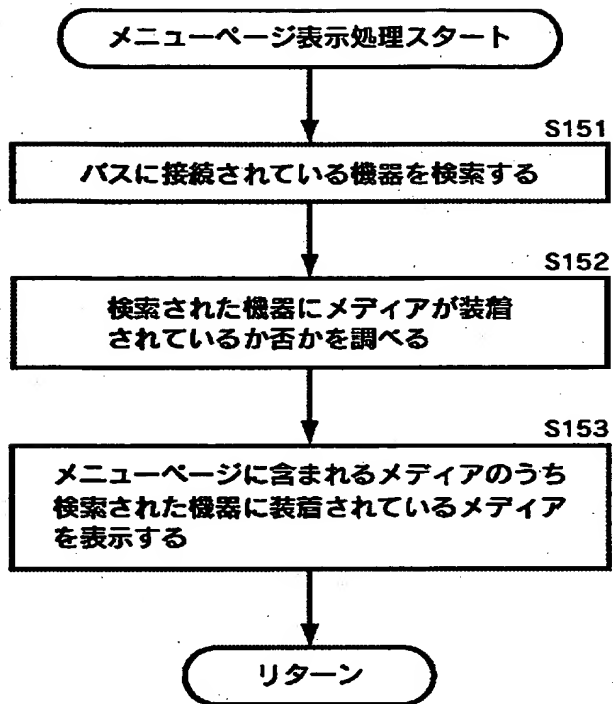 メニューページ表示処理スタート
S151
バスに接続されている機器を検索する
S152
検索された機器にメディアが装着
されているか否かを調べる
S153
メニューページに含まれるメディアのうち
検索された機器に装着されているメディア
を表示する
リターン